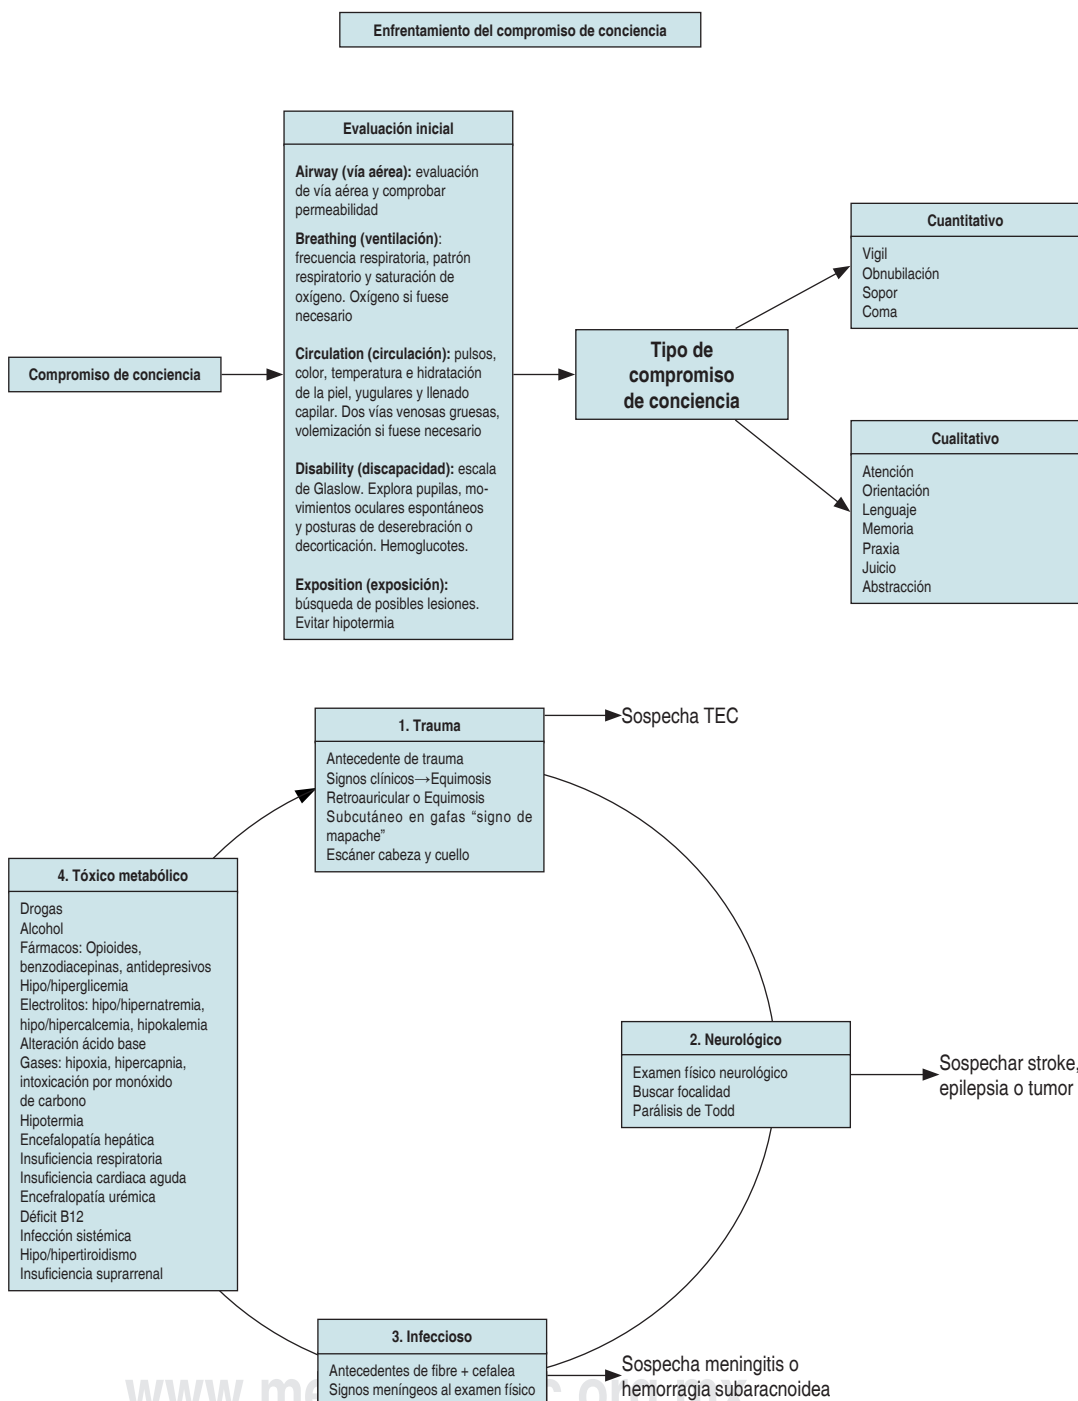 Enfrentamiento del compromiso de conciencia
Compromiso de conciencia
Evaluación inicial
Airway (vía aérea): evaluación
de vía aérea y comprobar
permeabilidad
Breathing (ventilación):
frecuencia respiratoria, patrón
respiratorio y saturación de
oxígeno. Oxígeno si fuese
necesario
Circulation (circulación): pulsos,
color, temperatura e hidratación
de la piel, yugulares y llenado
capilar. Dos vías venosas gruesas,
volemización si fuese necesario
Disability (discapacidad): escala
de Glaslow. Explora pupilas, mo-
vimientos oculares espontáneos
y posturas de deserebración o
decorticación. Hemoglucotes.
Exposition (exposición):
búsqueda de posibles lesiones.
Evitar hipotermia
Tipo de
compromiso
de conciencia
Cuantitativo
Vigil
Obnubilación
Sopor
Coma
Cualitativo
Atención
Orientación
Lenguaje
Memoria
Praxia
Juicio
Abstracción
1. Trauma
Antecedente de trauma
Signos clínicos→Equimosis
Retroauricular o Equimosis
Subcutáneo en gafas “signo de
mapache”
Escáner cabeza y cuello
Sospecha TEC
2. Neurológico
Examen físico neurológico
Buscar focalidad
Parálisis de Todd
Sospechar stroke,
epilepsia o tumor
3. Infeccioso
Antecedentes de fibre + cefalea
Signos meníngeos al examen físico
Sospecha meningitis o
hemorragia subaracnoidea
4. Tóxico metabólico
Drogas
Alcohol
Fármacos: Opioides,
benzodiacepinas, antidepresivos
Hipo/hiperglicemia
Electrolitos: hipo/hipernatremia,
hipo/hipercalcemia, hipokalemia
Alteración ácido base
Gases: hipoxia, hipercapnia,
intoxicación por monóxido
de carbono
Hipotermia
Encefalopatía hepática
Insuficiencia respiratoria
Insuficiencia cardiaca aguda
Encefralopatía urémica
Déficit B12
Infección sistémica
Hipo/hipertiroidismo
Insuficiencia suprarrenal